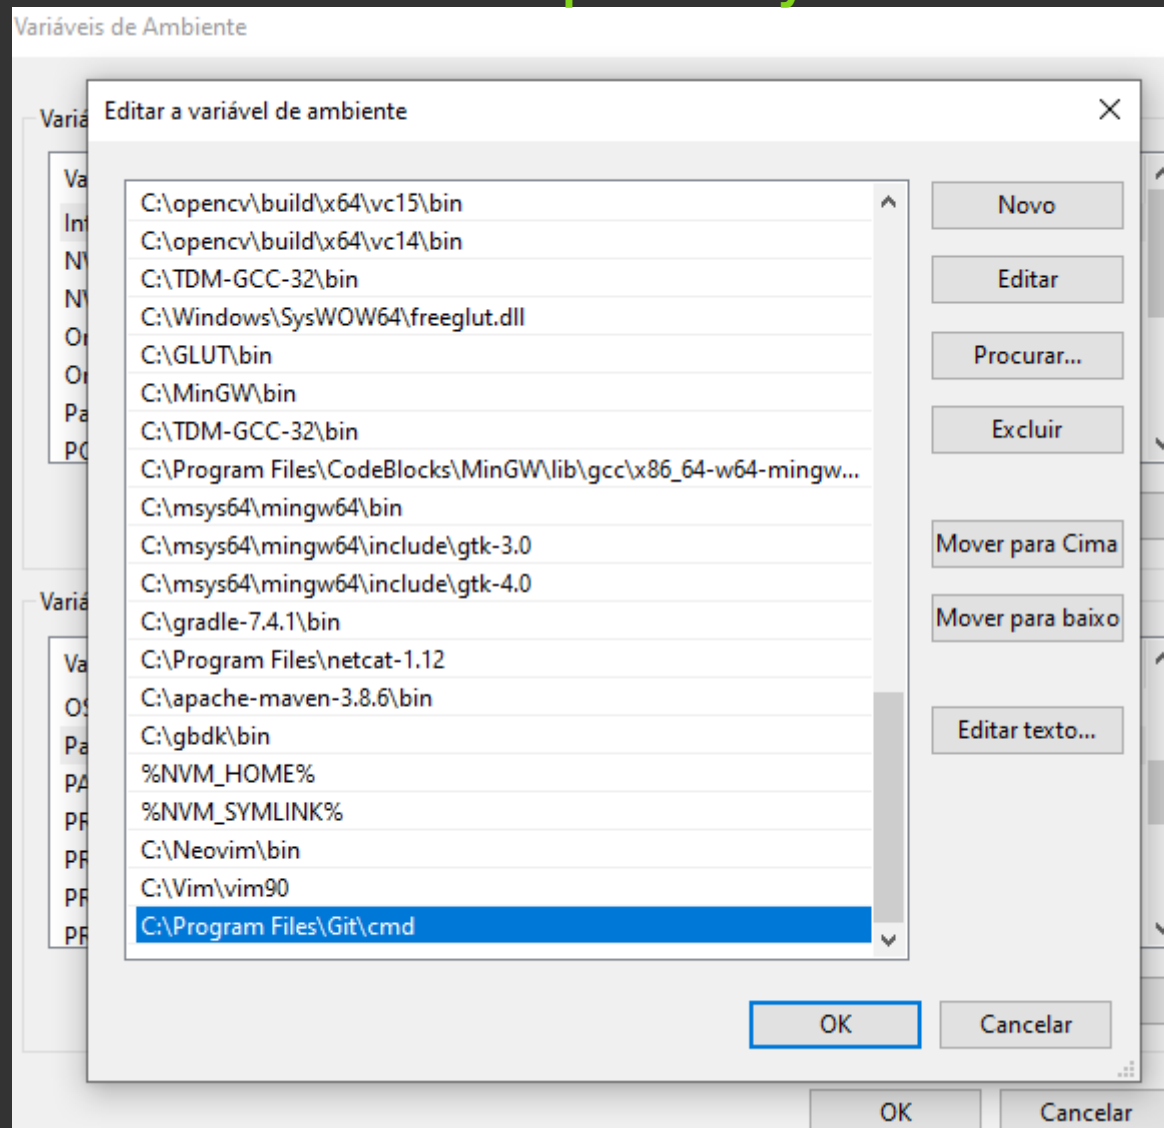 Variáveis de Ambiente
Editar a variável de ambiente
C:\opencv\build\x64\vc15\bin
C:\opencv\build\x64\vc14\bin
C:\TDM-GCC-32\bin
C:\Windows\SysWOW64\freeglut.dll
C:\GLUT\bin
C:\MinGW\bin
C:\TDM-GCC-32\bin
C:\Program Files\CodeBlocks\MinGW\lib\gcc\x86_64-w64-mingw...
C:\msys64\mingw64\bin
C:\msys64\mingw64\include\gtk-3.0
C:\msys64\mingw64\include\gtk-4.0
C:\gradle-7.4.1\bin
C:\Program Files\netcat-1.12
C:\apache-maven-3.8.6\bin
C:\gbdk\bin
%NVM_HOME%
%NVM_SYMLINK%
C:\Neovim\bin
C:\Vim\vim90
C:\Program Files\Git\cmd
Novo
Editar
Procurar...
Excluir
Mover para Cima
Mover para baixo
Editar texto...
OK
Cancelar
OK
Cancelar